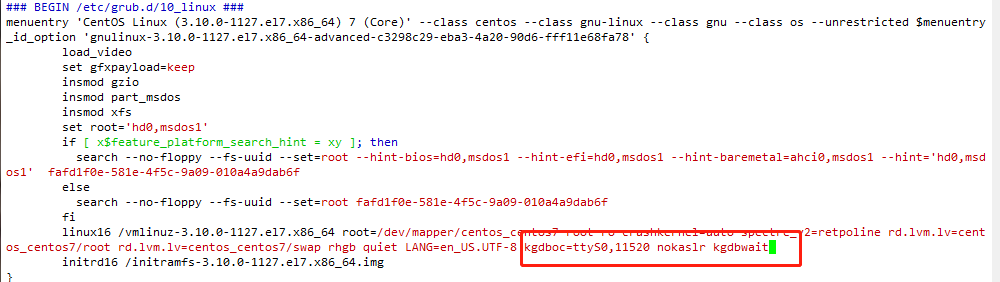 ### BEGIN /etc/grub.d/10_linux ###
menuentry 'CentOS Linux (3.10.0-1127.el7.x86_64) 7 (Core)' --class centos --class gnu-linux --class gnu --class os --unrestricted $menuentry
_id_option 'gnulinux-3.10.0-1127.el7.x86_64-advanced-c3298c29-eba3-4a20-90d6-fff11e68fa78' {
load_video
set gfxpayload=keep
insmod gzio
insmod part_msdos
insmod xfs
set root='hd0,msdos1'
if [ x$feature_platform_search_hint = xy ]; then
search --no-floppy --fs-uuid --set=root --hint-bios=hd0,msdos1 --hint-efi=hd0,msdos1 --hint-baremetal=ahci0,msdos1 --hint='hd0,msd
os1'  fafd1f0e-581e-4f5c-9a09-010a4a9dab6f
else
search --no-floppy --fs-uuid --set=root fafd1f0e-581e-4f5c-9a09-010a4a9dab6f
fi
linux16 /vmlinuz-3.10.0-1127.el7.x86_64 root=/dev/mapper/centos_centos7-root ro crashkernel=auto spectre_v2=retpoline rd.lvm.lv=cent
os_centos7/root rd.lvm.lv=centos_centos7/swap rhgb quiet LANG=en_US.UTF-8 kgdboc=ttyS0,11520 nokaslr kgdbwait
initrd16 /initramfs-3.10.0-1127.el7.x86_64.img
}